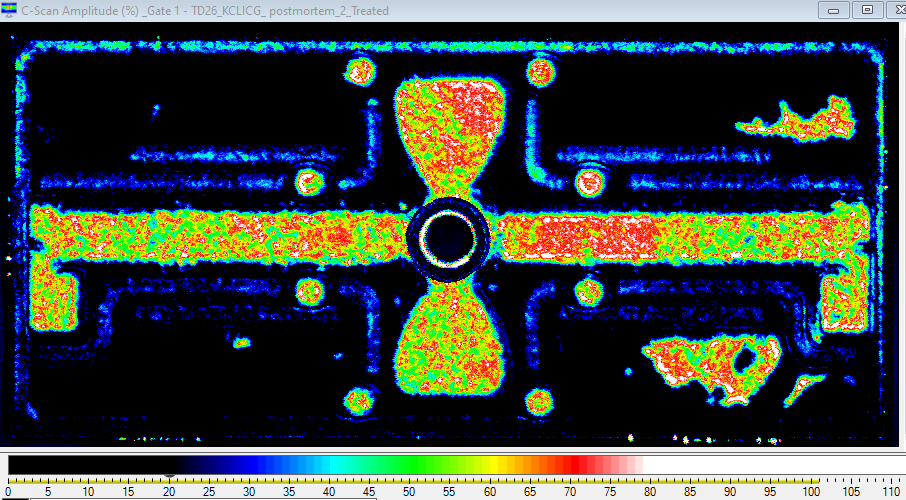 C-Scan Amplitude (%) _Gate 1 - TD26_KCLICG_ postmortem_2_Treated
0 5 10 15 20 25 30 35 40 45 50 55 60 65 70 75 80 85 90 95 100 105 110